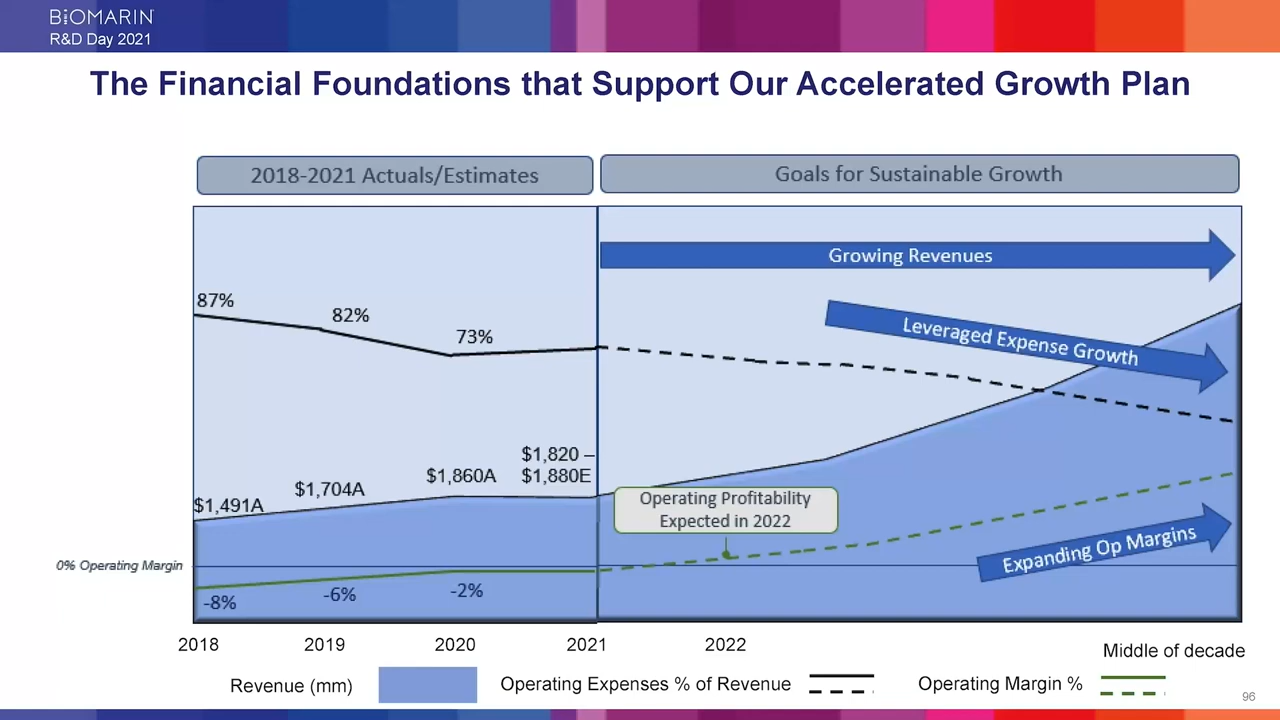 BIOMARIN
R&D Day 2021
The Financial Foundations that Support Our Accelerated Growth Plan
2018-2021 Actuals/Estimates
Goals for Sustainable Growth
Growing Revenues
87%
82%
73%
Leveraged Expense Growth
$1,820 –
$1,880E
$1,860A
$1,704A
$1,491A
Operating Profitability
Expected in 2022
0% Operating Margin
Expanding Op Margins
-8%
-6%
-2%
2018
2019
2020
2021
2022
Middle of decade
Revenue (mm)
Operating Expenses % of Revenue
Operating Margin %
96